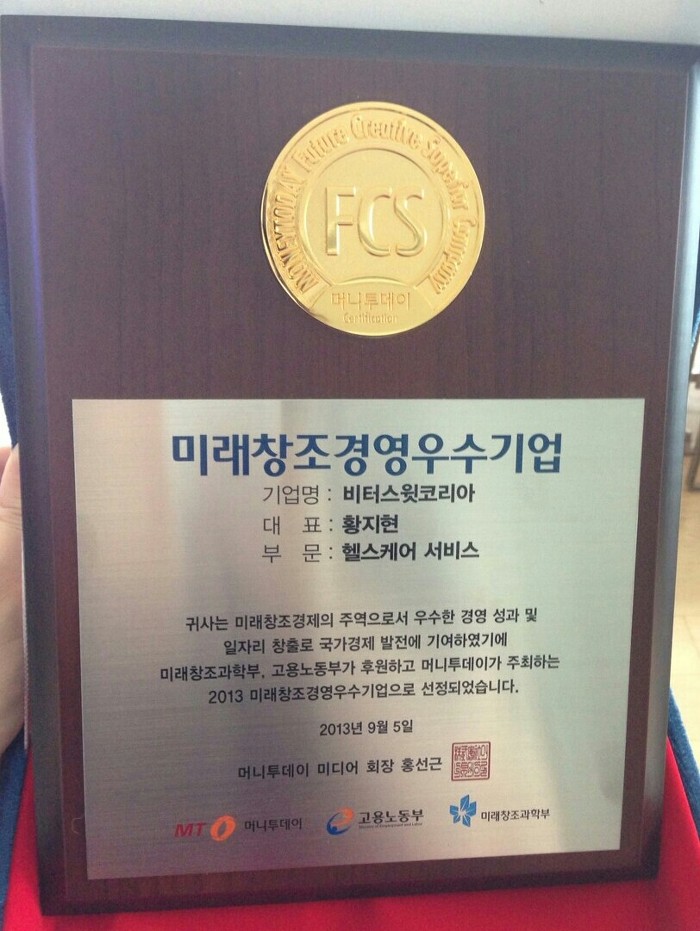 MONEYTODAY Future Creative Superior Company
FCS
머니투데이
Certification
미래창조경영우수기업
기업명 : 비터스윗코리아
대 표 : 황지현
부 문 : 헬스케어 서비스
귀사는 미래창조경제의 주역으로서 우수한 경영 성과 및
일자리 창출로 국가경제 발전에 기여하였기에
미래창조과학부, 고용노동부가 후원하고 머니투데이가 주최하는
2013 미래창조경영우수기업으로 선정되었습니다.
2013년 9월 5일
머니투데이 미디어 회장 홍선근
MT 머니투데이
고용노동부
Ministry of Employment and Labor
미래창조과학부